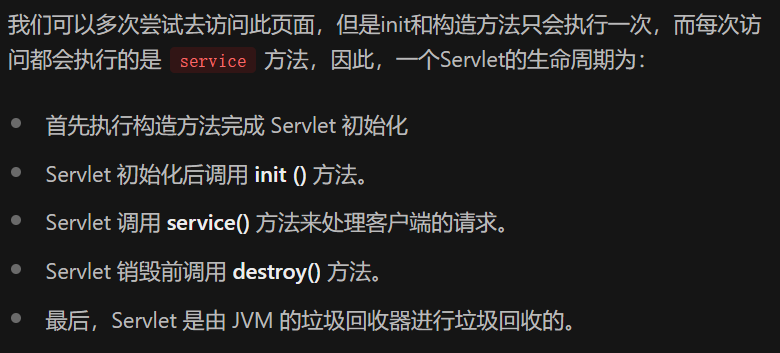 我们可以多次尝试去访问此页面，但是init和构造方法只会执行一次，而每次访
问都会执行的是 service 方法，因此，一个Servlet的生命周期为：
首先执行构造方法完成 Servlet 初始化
Servlet 初始化后调用 init () 方法。
Servlet 调用 service() 方法来处理客户端的请求。
Servlet 销毁前调用 destroy() 方法。
最后，Servlet 是由 JVM 的垃圾回收器进行垃圾回收的。